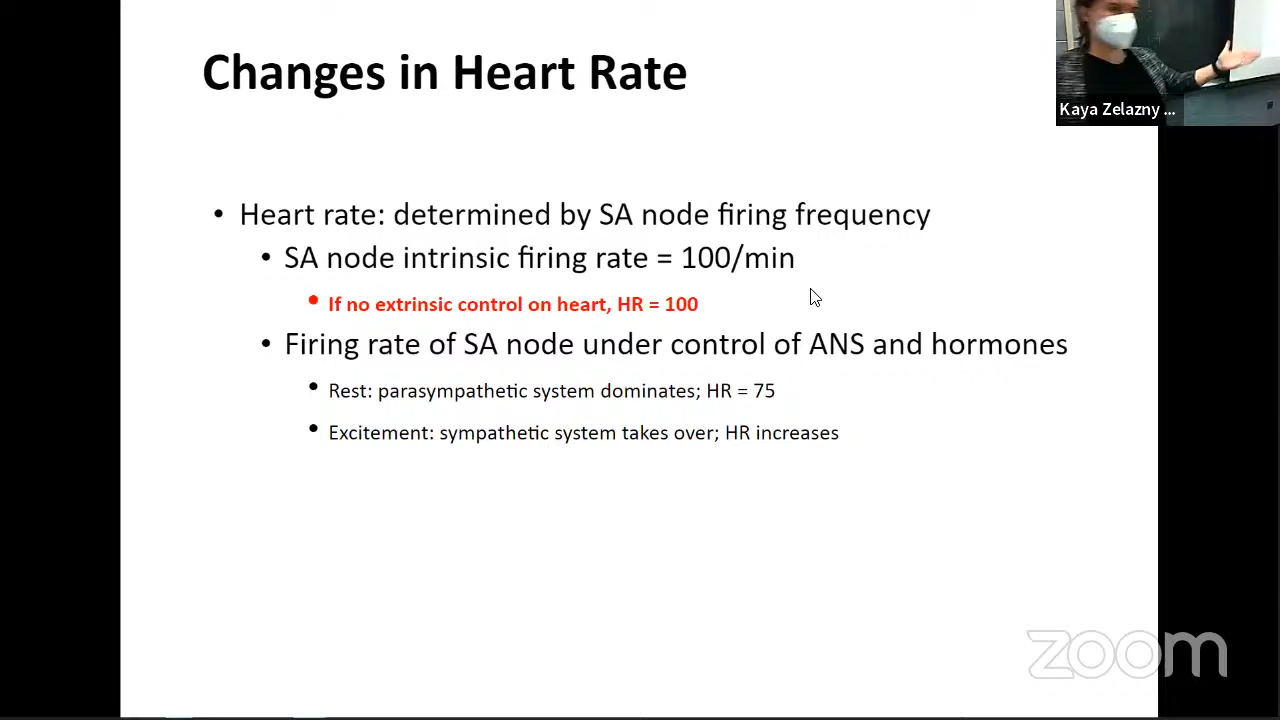 Changes in Heart Rate
Kaya Zelazny ...
• Heart rate: determined by SA node firing frequency
• SA node intrinsic firing rate = 100/min
• If no extrinsic control on heart, HR = 100
• Firing rate of SA node under control of ANS and hormones
• Rest: parasympathetic system dominates; HR = 75
• Excitement: sympathetic system takes over; HR increases
zoom